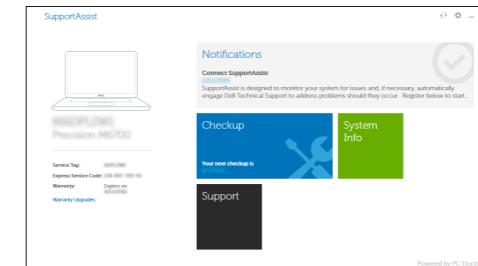 SupportAssist
Notifications
Connect SupportAssist
SupportAssist is designed to monitor your system for issues and, if necessary, automatically
engage Dell Technical Support to address problems should they occur. Register below to start...
Precision M6700
Checkup
System
Info
Your next checkup is
Service Tag:
Express Service Code:
Warranty: Expires on
Warranty Upgrades
Support
Powered by PC-Doct